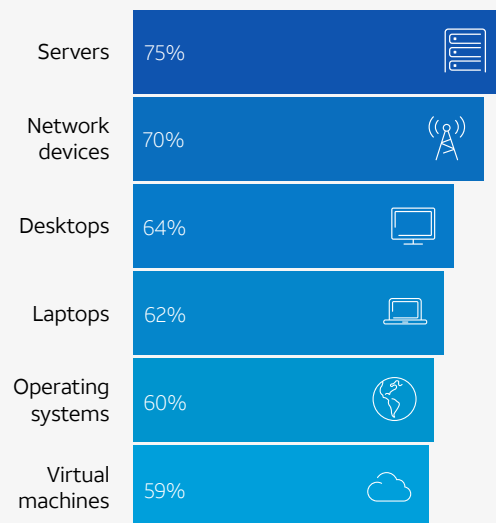 Servers 75%
Network
devices 70%
Desktops 64%
Laptops 62%
Operating
systems 60%
Virtual
machines 59%